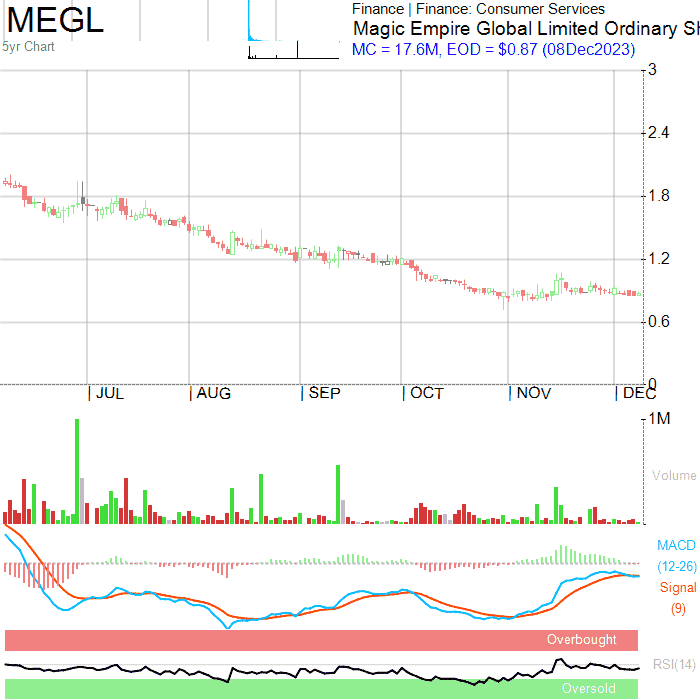 MEGL
5yr Chart
Finance | Finance: Consumer Services
Magic Empire Global Limited Ordinary Sh
MC = 17.6M, EOD = $0.87 (08Dec2023)
3
2.4
1.8
1.2
0.6
0
| JUL | AUG | SEP | OCT | NOV | DEC
1M
Volume
MACD
(12-26)
Signal
(9)
Overbought
RSI(14)
Oversold